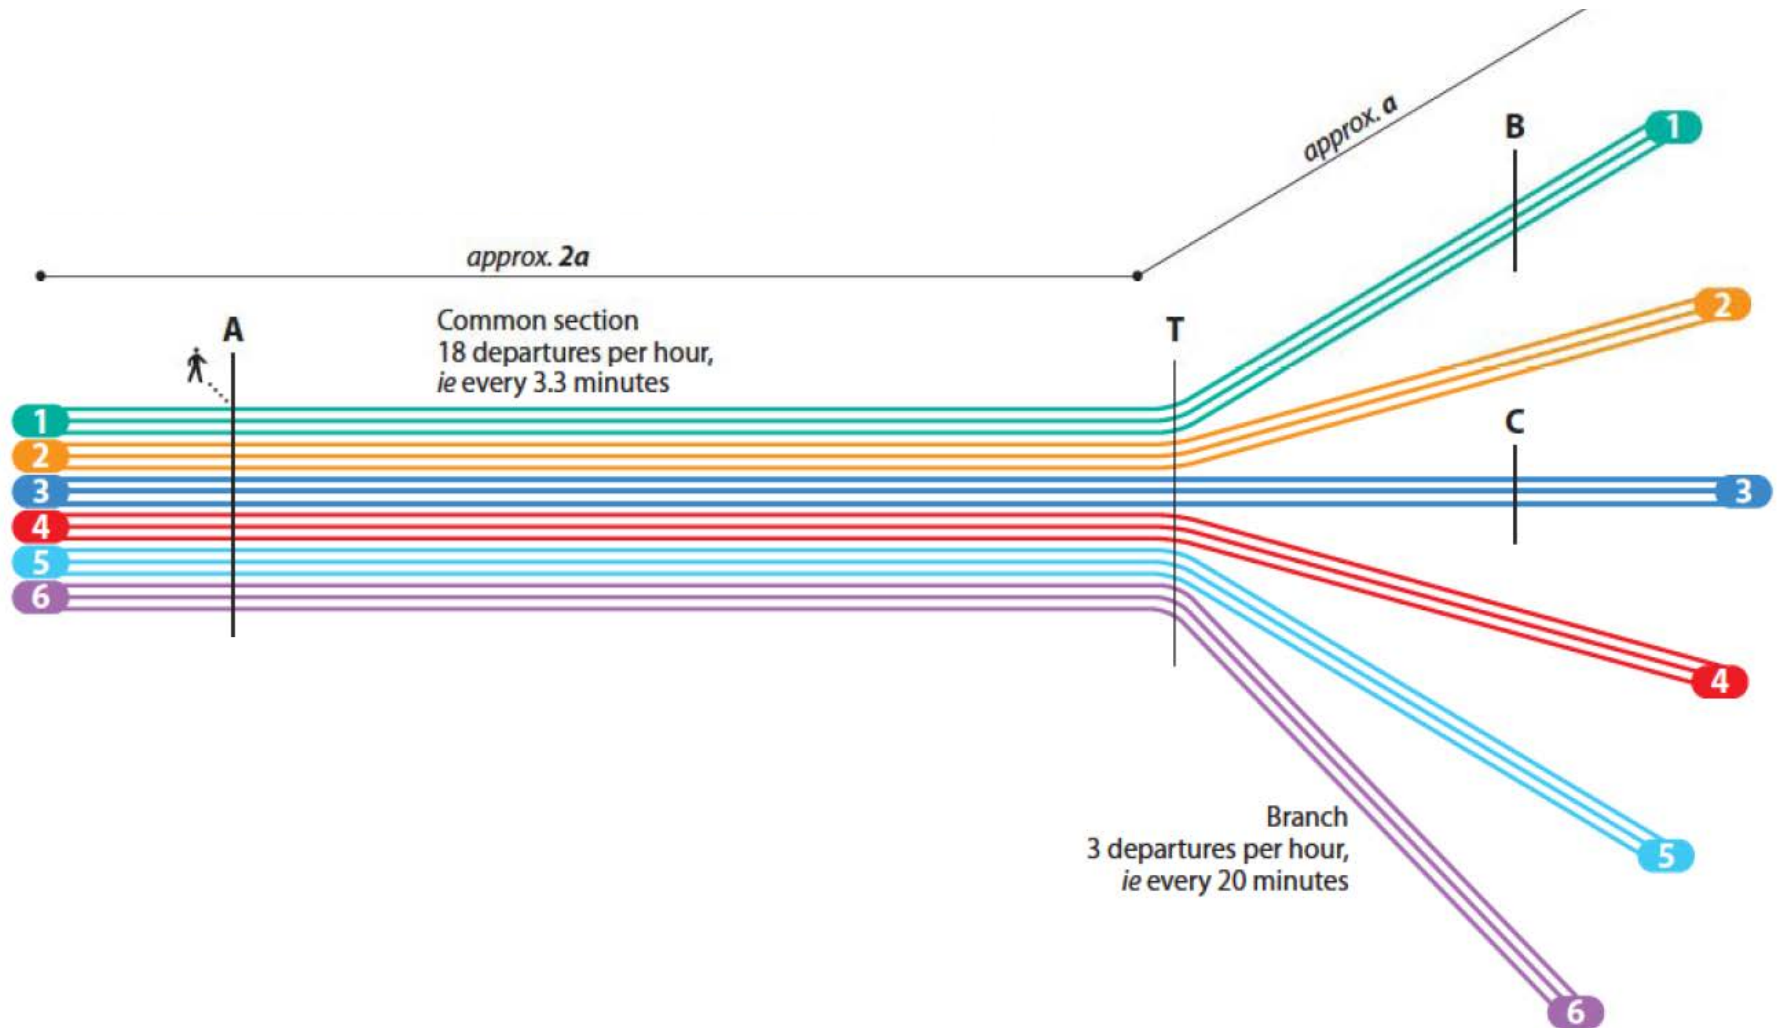 approx. a
B
1
2
approx. 2a
Common section
18 departures per hour,
ie every 3.3 minutes
A
T
C
1
2
3
4
5
6
3
4
Branch
3 departures per hour,
ie every 20 minutes
5
6